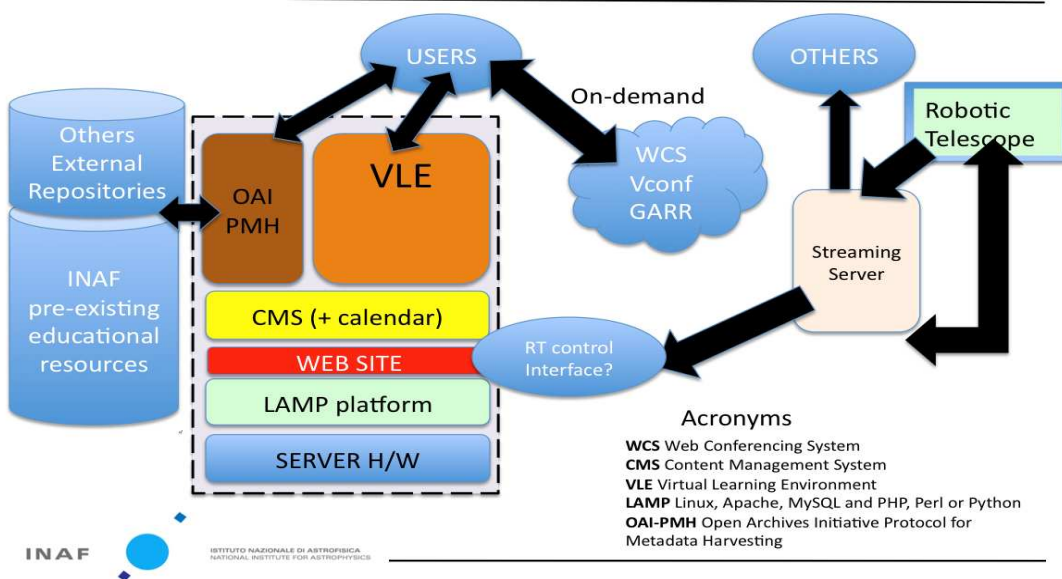 USERS
OTHERS
On-demand
Robotic
Telescope
Others
External
Repositories
OAI
PMH
VLE
WCS
Vconf
GARR
Streaming
Server
INAF
pre-existing
educational
resources
CMS (+ calendar)
WEB SITE
LAMP platform
SERVER H/W
RT control
Interface?
Acronyms
WCS Web Conferencing System
CMS Content Management System
VLE Virtual Learning Environment
LAMP Linux, Apache, MySQL and PHP, Perl or Python
OAI-PMH Open Archives Initiative Protocol for
Metadata Harvesting
INAF
ISTITUTO NAZIONALE DI ASTROFISICA
NATIONAL INSTITUTE FOR ASTROPHYSICS